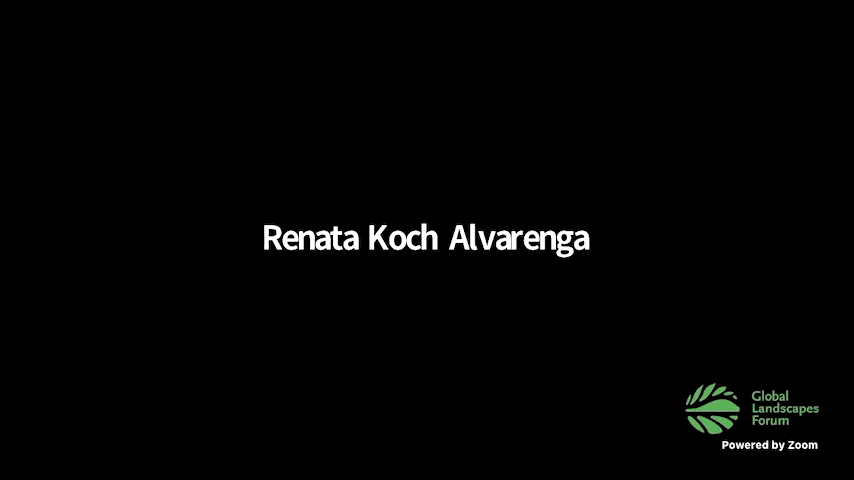 Renata Koch Alvarenga
Global
Landscapes
Forum
Powered by Zoom